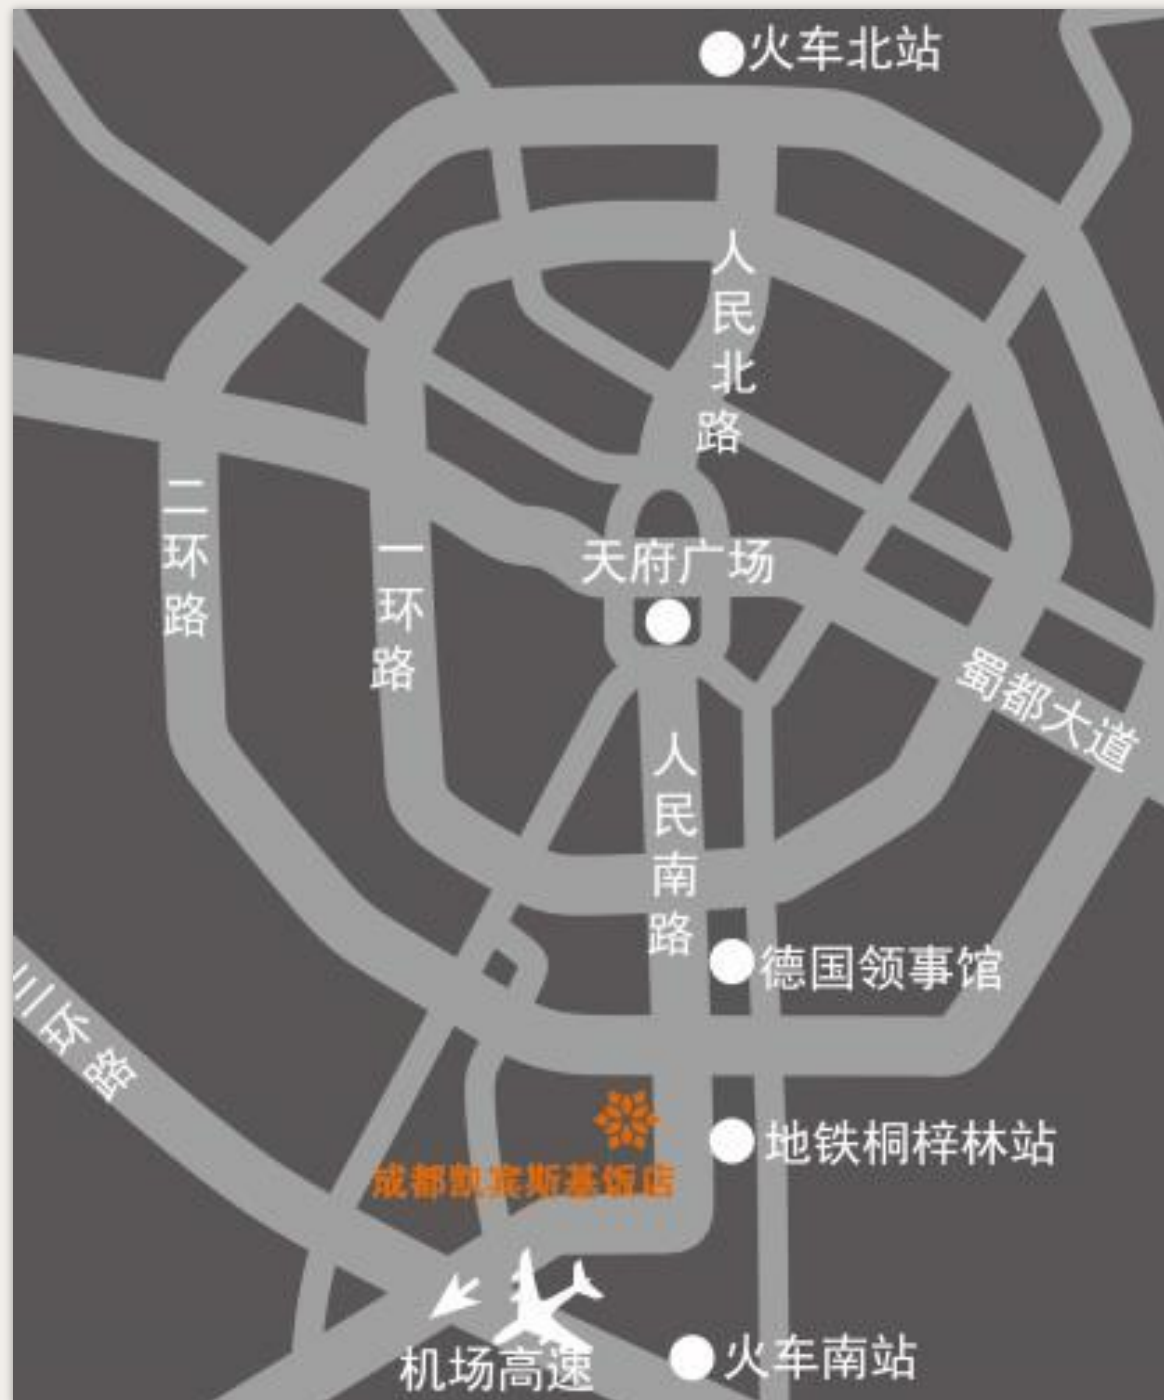 火车北站
人民北路
二环路
一环路
天府广场
蜀都大道
人民南路
德国领事馆
三环路
地铁桐梓林站
成都凯宾斯基饭店
火车南站
机场高速